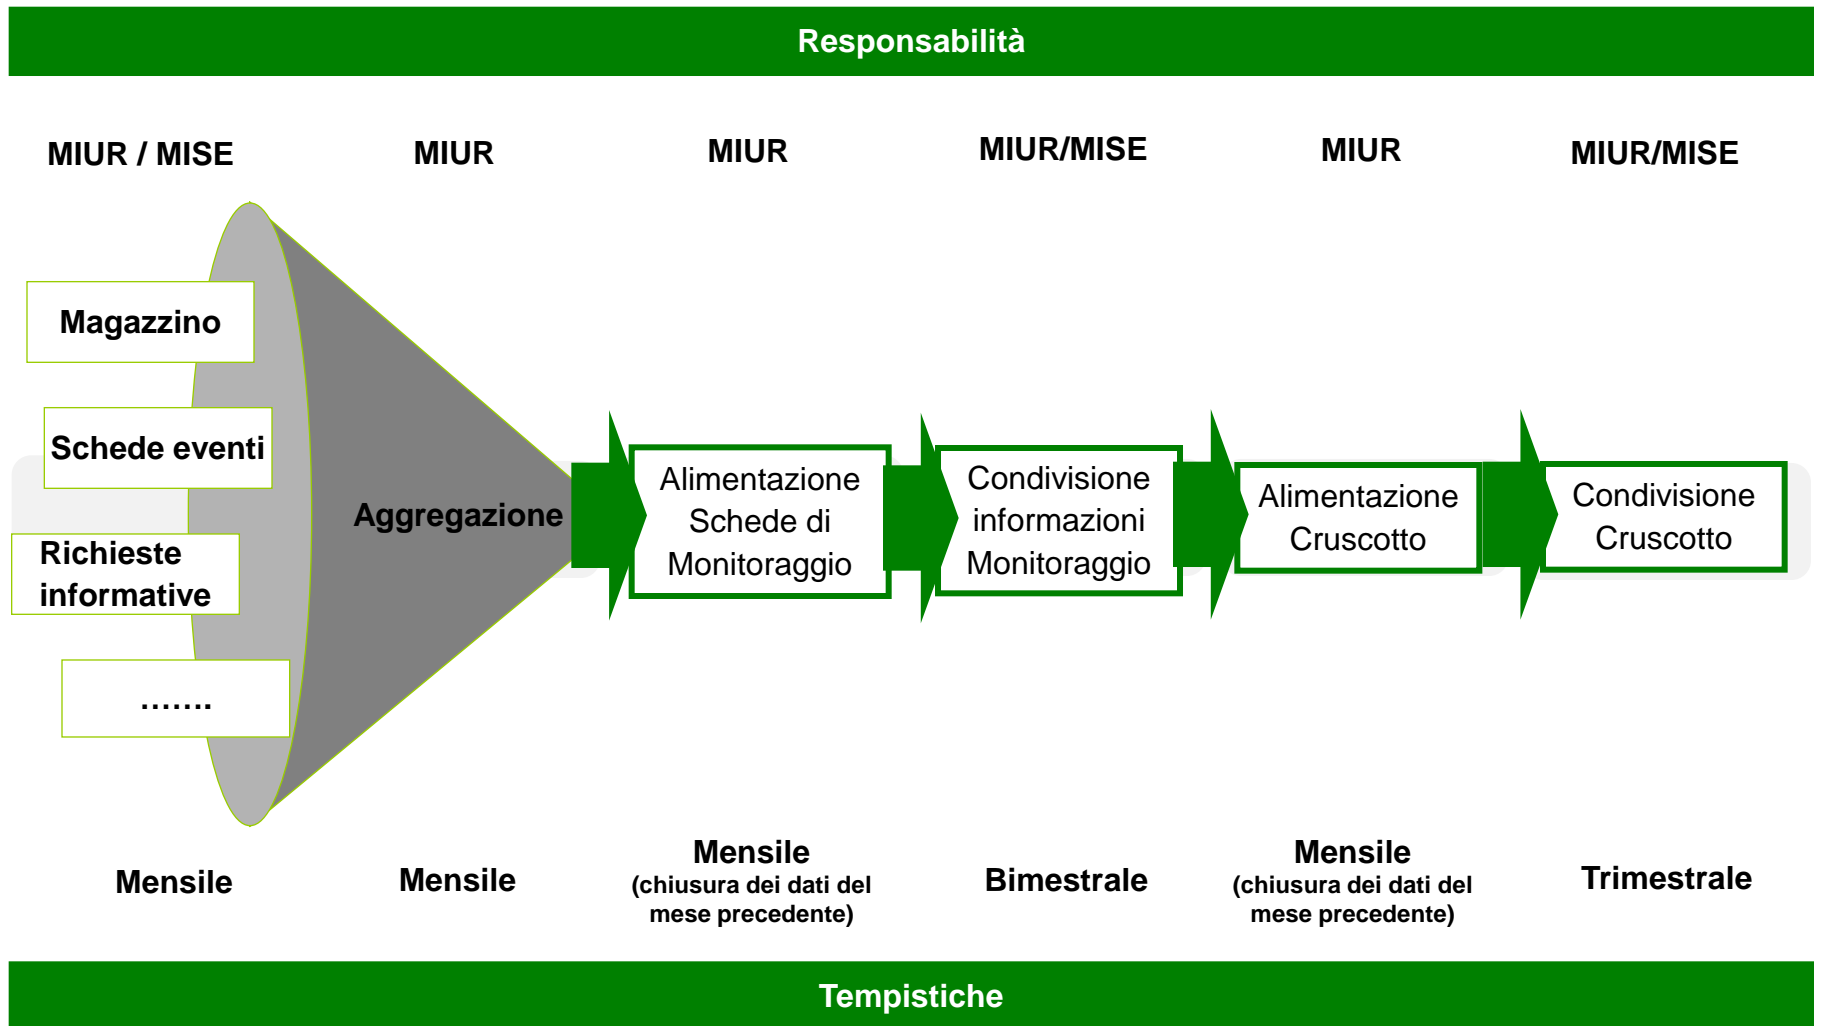 Responsabilità
MIUR / MISE
MIUR
MIUR
MIUR/MISE
MIUR
MIUR/MISE
Magazzino
Schede eventi
Richieste
informative
…….
Aggregazione
Alimentazione
Schede di
Monitoraggio
Condivisione
informazioni
Monitoraggio
Alimentazione
Cruscotto
Condivisione
Cruscotto
Mensile
Mensile
Mensile
(chiusura dei dati del
mese precedente)
Bimestrale
Mensile
(chiusura dei dati del
mese precedente)
Trimestrale
Tempistiche